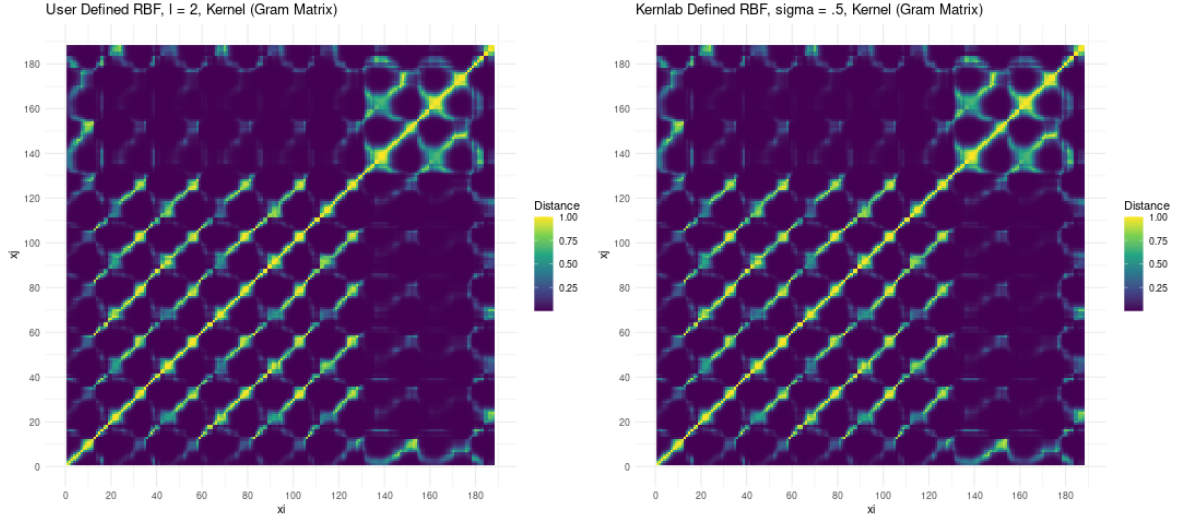 User Defined RBF, l = 2, Kernel (Gram Matrix)
180
160
140
120
100
80
60
40
20
0
xj
0 20 40 60 80 100 120 140 160 180
xi
Distance
1.00
0.75
0.50
0.25
Kernlab Defined RBF, sigma = .5, Kernel (Gram Matrix)
180
160
140
120
100
80
60
40
20
0
xj
0 20 40 60 80 100 120 140 160 180
xi
Distance
1.00
0.75
0.50
0.25